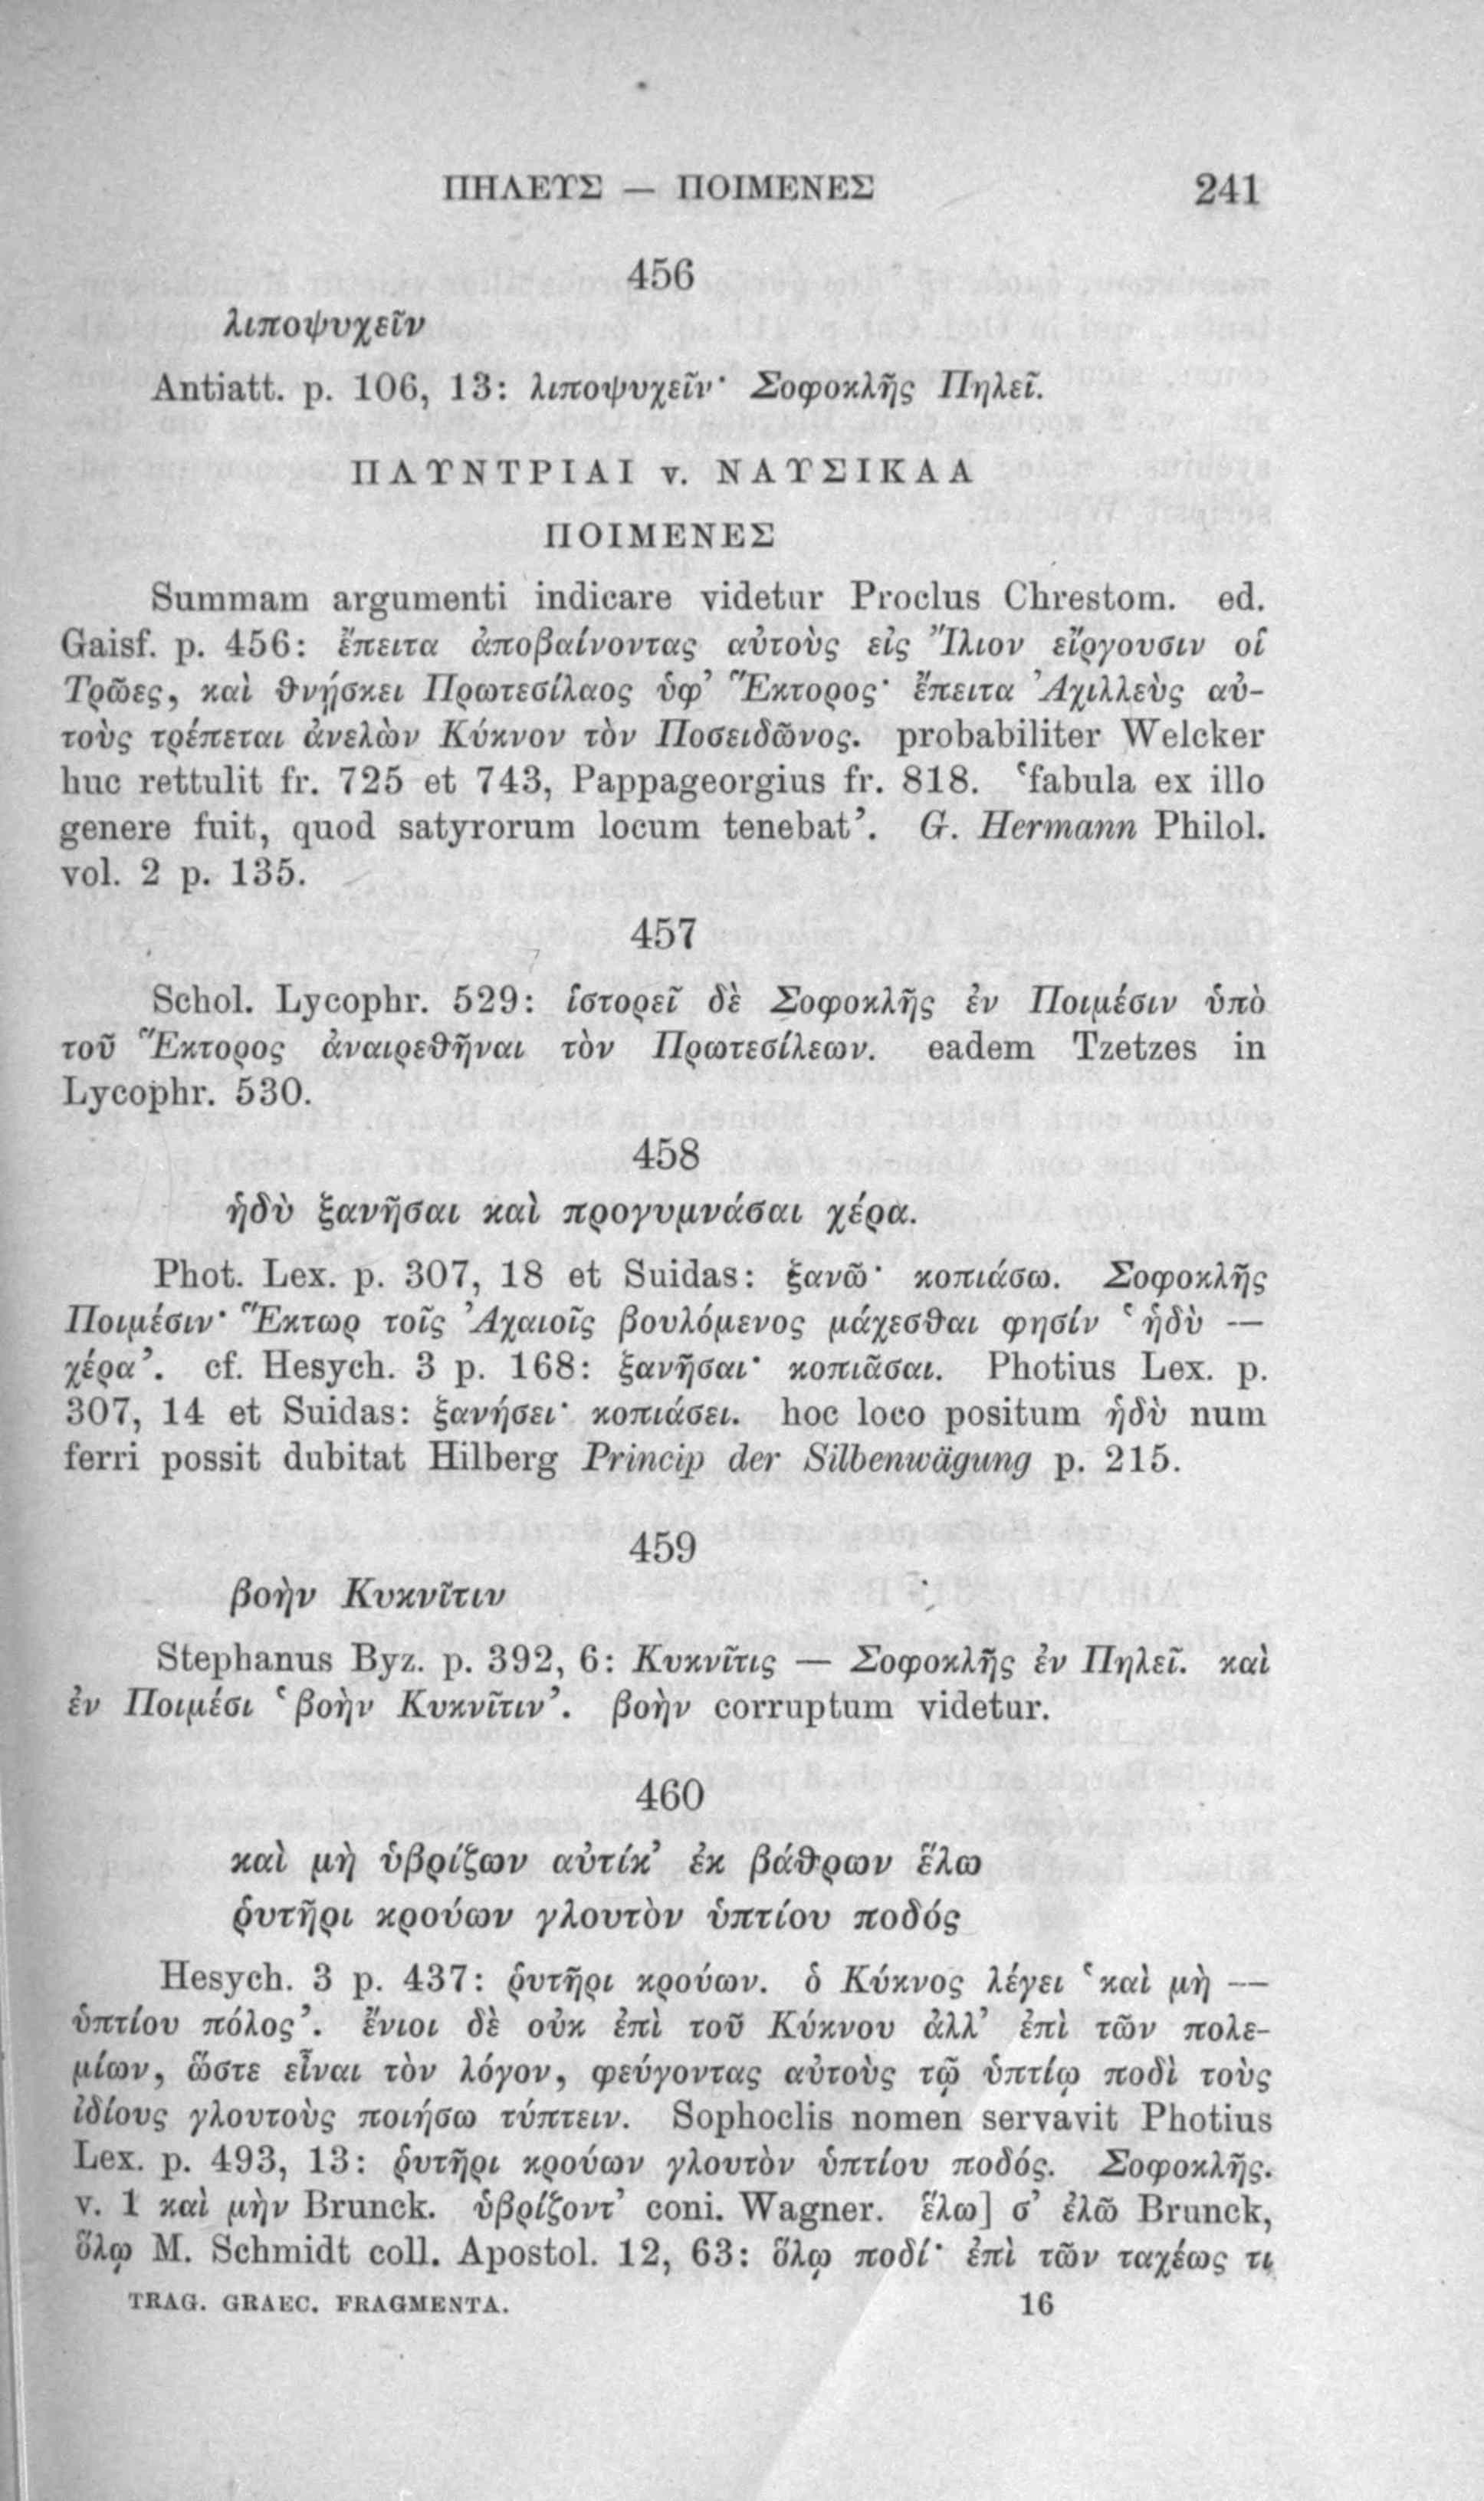 ΠΗΛΕΥΣ — ΠΟΙΜΕΝΕΣ 241
456
λιποψυχεῖν
Antiatt. p. 106, 13: λιποψυχεῖν· Σοφοκλῆς Πηλεῖ.
ΠΛΥΝΤΡΙΑΙ v. ΝΑΥΣΙΚΑΑ
ΠΟΙΜΕΝΕΣ
Summam argumenti indicare videtur Proclus Chrestom. ed.
Gaisf. p. 456: ἔπειτα ἀποβαίνοντας αὐτοὺς εἰς Ἴλιον εἴργουσιν οἱ
Τρῶες, καὶ θνήσκει Πρωτεσίλαος ὑφ’ Ἕκτορος· ἔπειτα Ἀχιλλεὺς αὐ-
τοὺς τρέπεται ἀνελὼν Κύκνον τὸν Ποσειδῶνος. probabiliter Welcker
huc rettulit fr. 725 et 743, Pappageorgius fr. 818. ‘fabula ex illo
genere fuit, quod satyrorum locum tenebat’. G. Hermann Philol.
vol. 2 p. 135.
457
Schol. Lycophr. 529: ἱστορεῖ δὲ Σοφοκλῆς ἐν Ποιμέσιν ὑπὸ
τοῦ Ἕκτορος ἀναιρεθῆναι τὸν Πρωτεσίλεων. eadem Tzetzes in
Lycophr. 530.
458
ἡδὺ ξανῆσαι καὶ προγυμνάσαι χέρα.
Phot. Lex. p. 307, 18 et Suidas: ξανῶ· κοπιάσω. Σοφοκλῆς
Ποιμέσιν· Ἕκτωρ τοῖς Ἀχαιοῖς βουλόμενος μάχεσθαι φησίν ‘ἡδὺ —
χέρα’. cf. Hesych. 3 p. 168: ξανῆσαι· κοπιᾶσαι. Photius Lex. p.
307, 14 et Suidas: ξανήσει· κοπιάσει. hoc loco positum ἡδὺ num
ferri possit dubitat Hilberg Princip der Silbenwägung p. 215.
459
βοὴν Κυκνῖτιν
Stephanus Byz. p. 392, 6: Κυκνῖτις — Σοφοκλῆς ἐν Πηλεῖ. καὶ
ἐν Ποιμέσι ‘βοὴν Κυκνῖτιν’. βοὴν corruptum videtur.
460
καὶ μὴ ὑβρίζων αὐτίκ’ ἐκ βάθρων ἕλω
ῥυτῆρι κρούων γλουτὸν ὑπτίου ποδός
Hesych. 3 p. 437: ῥυτῆρι κρούων. ὁ Κύκνος λέγει ‘καὶ μὴ —
ὑπτίου πόλος’. ἔνιοι δὲ οὐκ ἐπὶ τοῦ Κύκνου ἀλλ’ ἐπὶ τῶν πολε-
μίων, ὥστε εἶναι τὸν λόγον, φεύγοντας αὐτοὺς τῷ ὑπτίῳ ποδὶ τοὺς
ἰδίους γλουτοὺς ποιήσω τύπτειν. Sophoclis nomen servavit Photius
Lex. p. 493, 13: ῥυτῆρι κρούων γλουτὸν ὑπτίου ποδός. Σοφοκλῆς.
v. 1 καὶ μὴν Brunck. ὑβρίζοντ’ coni. Wagner. ἕλω] σ’ ἑλῶ Brunck,
ὅλῳ M. Schmidt coll. Apostol. 12, 63: ὅλῳ ποδί· ἐπὶ τῶν ταχέως τι
TRAG. GRAEC. FRAGMENTA. 16